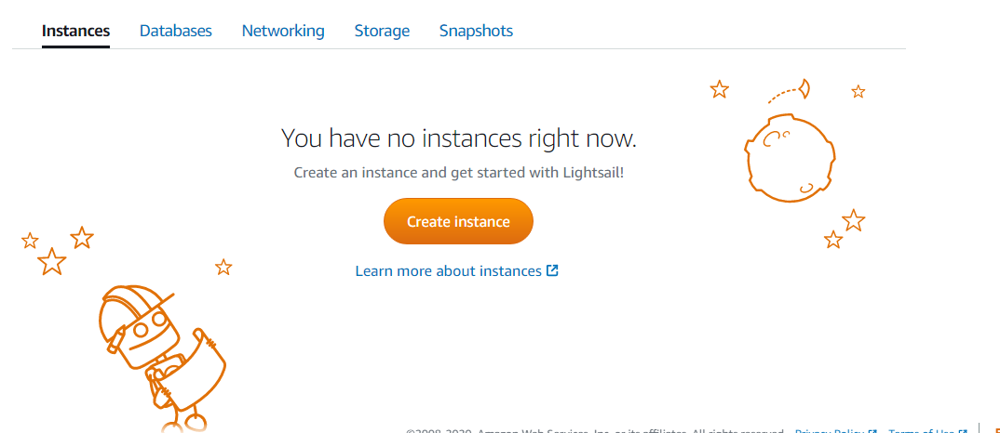 Instances Databases Networking Storage Snapshots
You have no instances right now.
Create an instance and get started with Lightsail!
Create instance
Learn more about instances
©2008-2020, Amazon Web Services, Inc. or its affiliates. All rights reserved. Privacy Policy Terms of Use